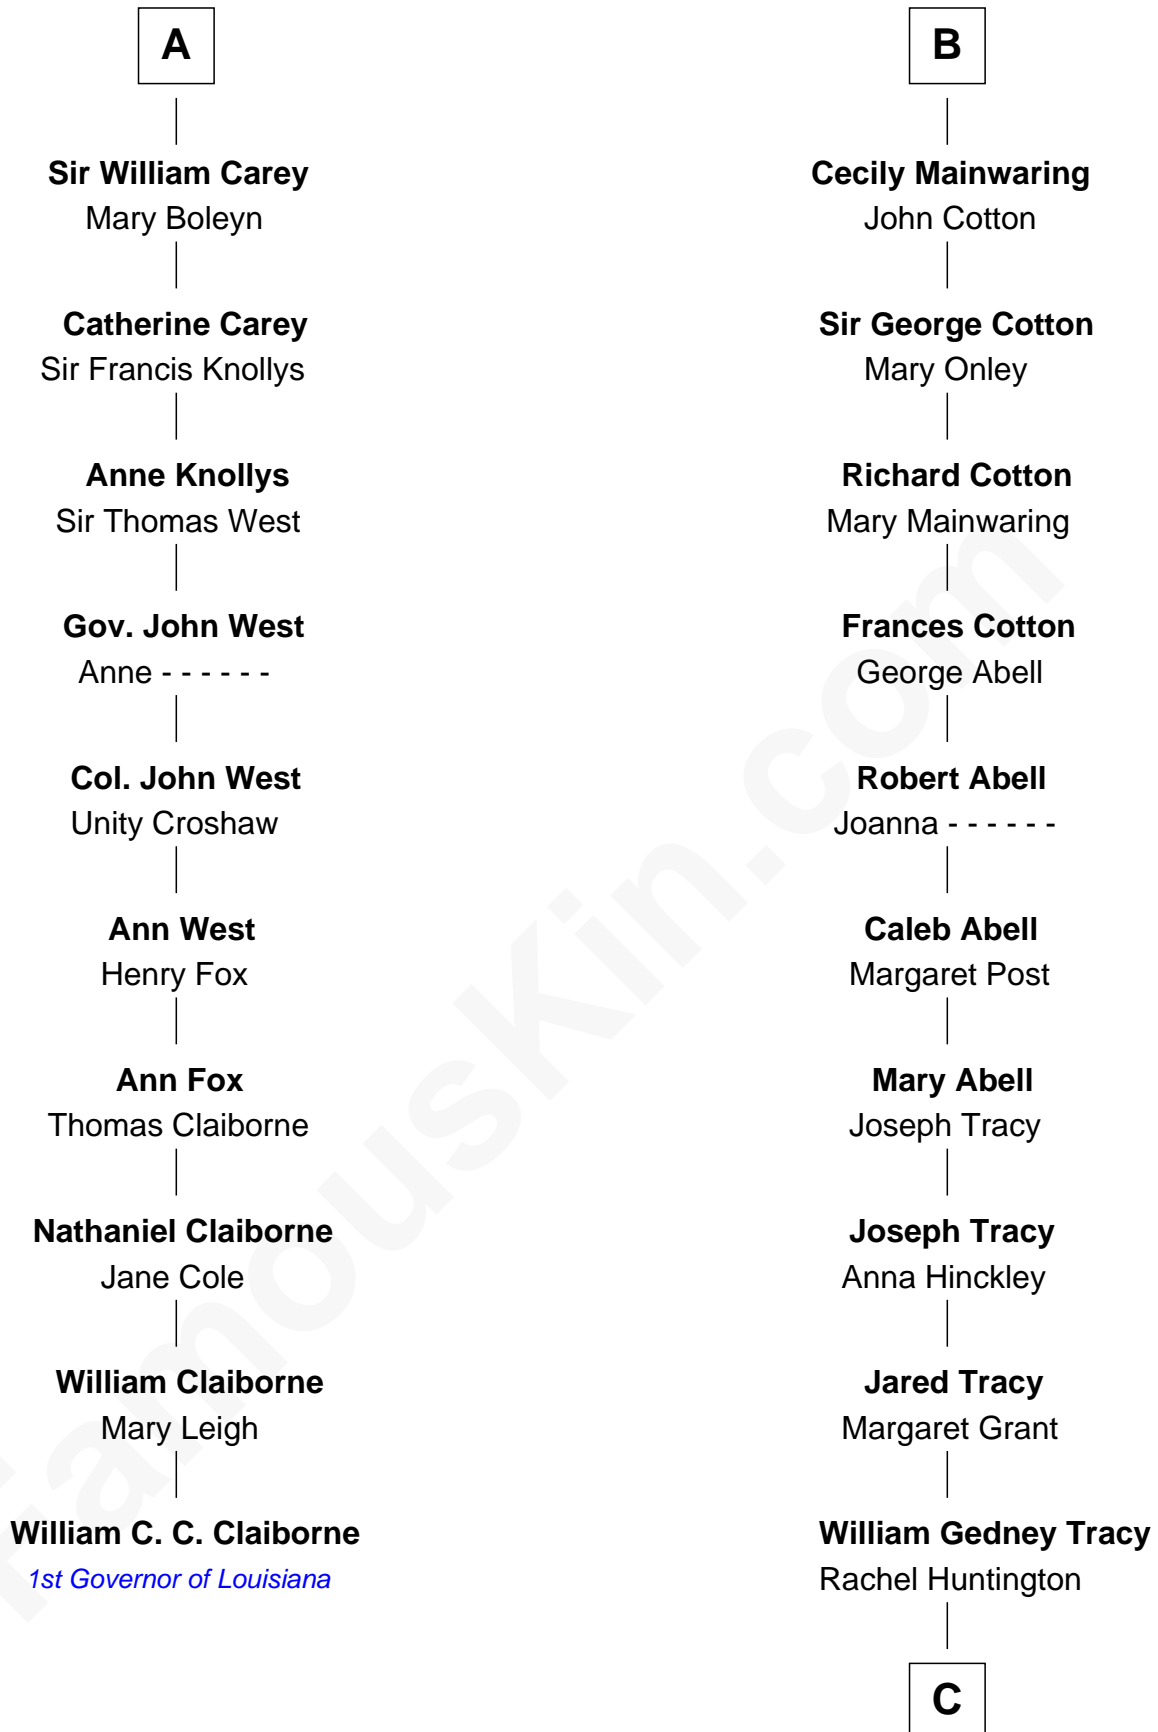 A
Sir William Carey
Mary Boleyn
Catherine Carey
Sir Francis Knollys
Anne Knollys
Sir Thomas West
Gov. John West
Anne - - - - - -
Col. John West
Unity Croshaw
Ann West
Henry Fox
Ann Fox
Thomas Claiborne
Nathaniel Claiborne
Jane Cole
William Claiborne
Mary Leigh
William C. C. Claiborne
1st Governor of Louisiana
B
Cecily Mainwaring
John Cotton
Sir George Cotton
Mary Onley
Richard Cotton
Mary Mainwaring
Frances Cotton
George Abell
Robert Abell
Joanna - - - - - -
Caleb Abell
Margaret Post
Mary Abell
Joseph Tracy
Joseph Tracy
Anna Hinckley
Jared Tracy
Margaret Grant
William Gedney Tracy
Rachel Huntington
C
famouskin.com